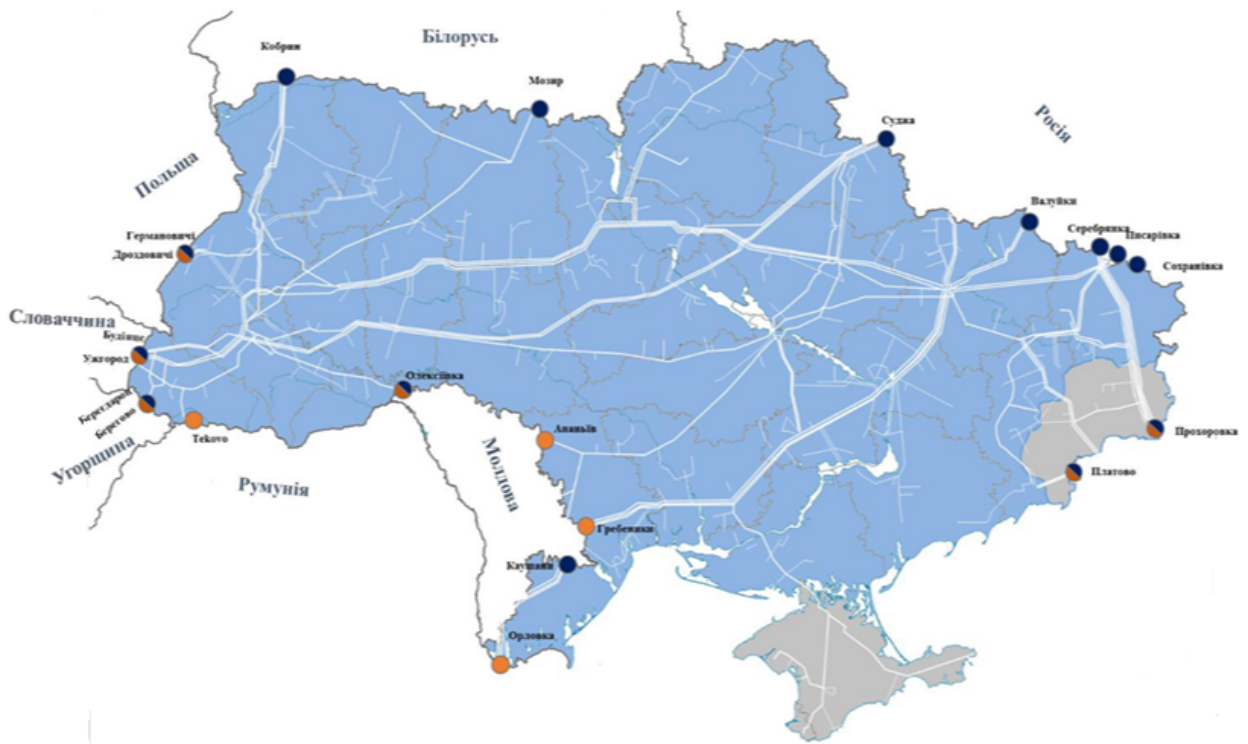 Білорусь
Кобрин
Мозир
Росія
Суджа
Польща
Валуйки
Серебрянка
Писарівка
Сохранівка
Германовичі
Дроздовичі
Словаччина
Будінце
Ужгород
Олексіївка
Берегдароц
Берегово
Угорщина
Tekovo
Румунія
Молдова
Ананьїв
Прохоровка
Платово
Гребеники
Каушани
Орловка